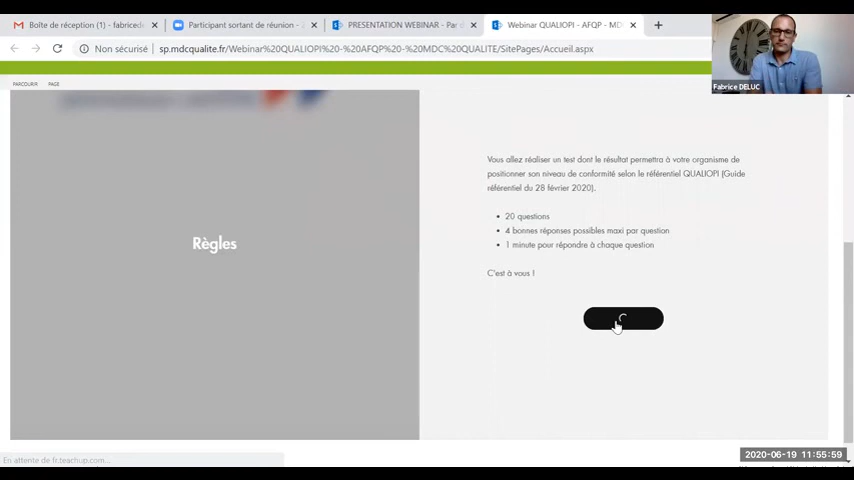 Boîte de réception (1) - fabricede
Participant sortant de réunion - Z
PRESENTATION WEBINAR - Par d
Webinar QUALIOPI - AFQP - MDC
Non sécurisé
sp.mdcqualite.fr/Webinar%20QUALIOPI%20-%20AFQP%20-%20MDC%20QUALITE/SitePages/Accueil.aspx
Fabrice DELUC
PARCOURIR
PAGE
Règles
Vous allez réaliser un test dont le résultat permettra à votre organisme de
positionner son niveau de conformité selon le référentiel QUALIOPI (Guide
référentiel du 28 février 2020).
• 20 questions
• 4 bonnes réponses possibles maxi par question
• 1 minute pour répondre à chaque question
C'est à vous !
En attente de fr.teachup.com...
2020-06-19 11:55:59